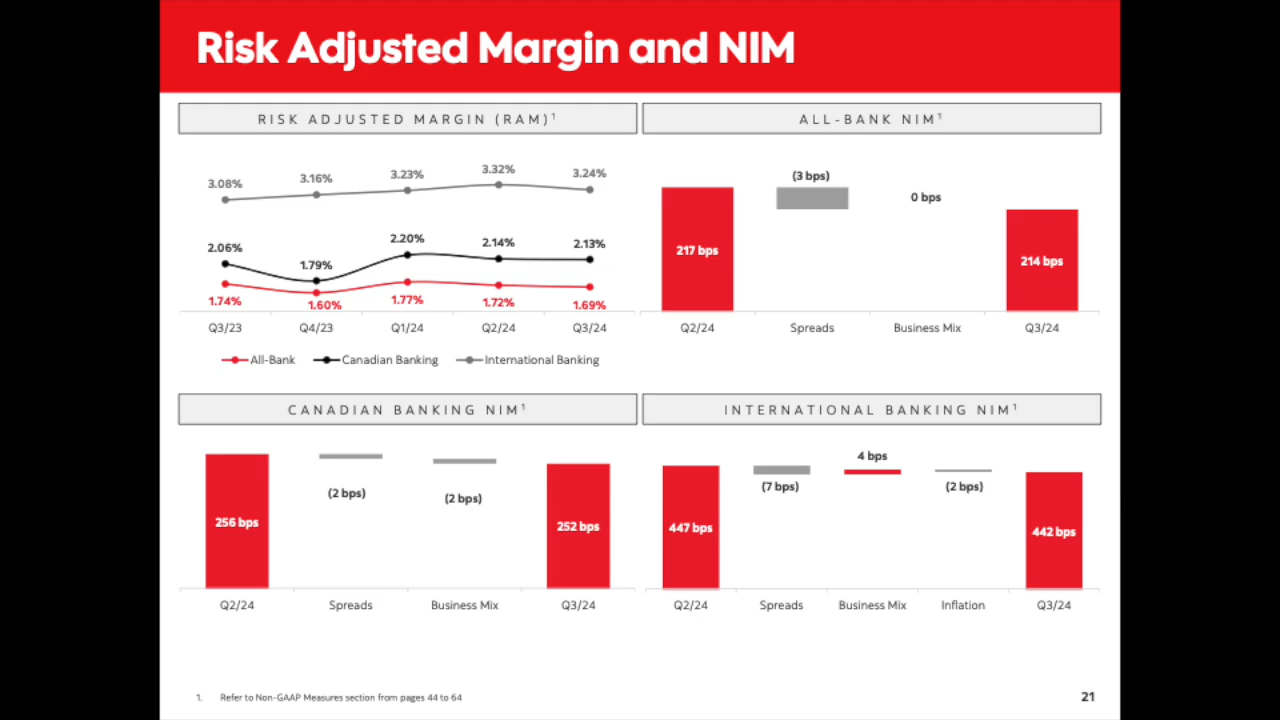 Risk Adjusted Margin and NIM
RISK ADJUSTED MARGIN (RAM)¹
3.08%
3.16%
3.23%
3.32%
3.24%
2.06%
1.79%
2.20%
2.14%
2.13%
1.74%
1.60%
1.77%
1.72%
1.69%
Q3/23
Q4/23
Q1/24
Q2/24
Q3/24
All-Bank
Canadian Banking
International Banking
ALL-BANK NIM¹
(3 bps)
0 bps
217 bps
214 bps
Q2/24
Spreads
Business Mix
Q3/24
CANADIAN BANKING NIM¹
(2 bps)
(2 bps)
256 bps
252 bps
Q2/24
Spreads
Business Mix
Q3/24
INTERNATIONAL BANKING NIM¹
4 bps
(7 bps)
(2 bps)
447 bps
442 bps
Q2/24
Spreads
Business Mix
Inflation
Q3/24
1. Refer to Non-GAAP Measures section from pages 44 to 64
21